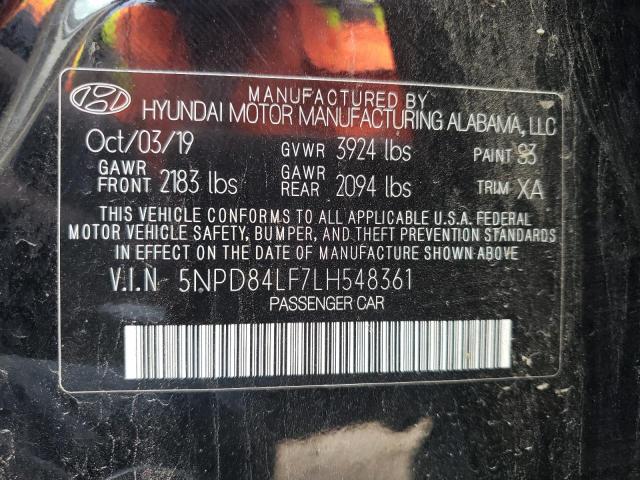 MANUFACTURED BY
HYUNDAI MOTOR MANUFACTURING ALABAMA, LLC
Oct/03/19 GVWR 3924 lbs PAINT S3
GAWR FRONT 2183 lbs GAWR REAR 2094 lbs TRIM XA
THIS VEHICLE CONFORMS TO ALL APPLICABLE U.S.A. FEDERAL
MOTOR VEHICLE SAFETY, BUMPER, AND THEFT PREVENTION STANDARDS
IN EFFECT ON THE DATE OF MANUFACTURE SHOWN ABOVE.
V.I.N 5NPD84LF7LH548361
PASSENGER CAR